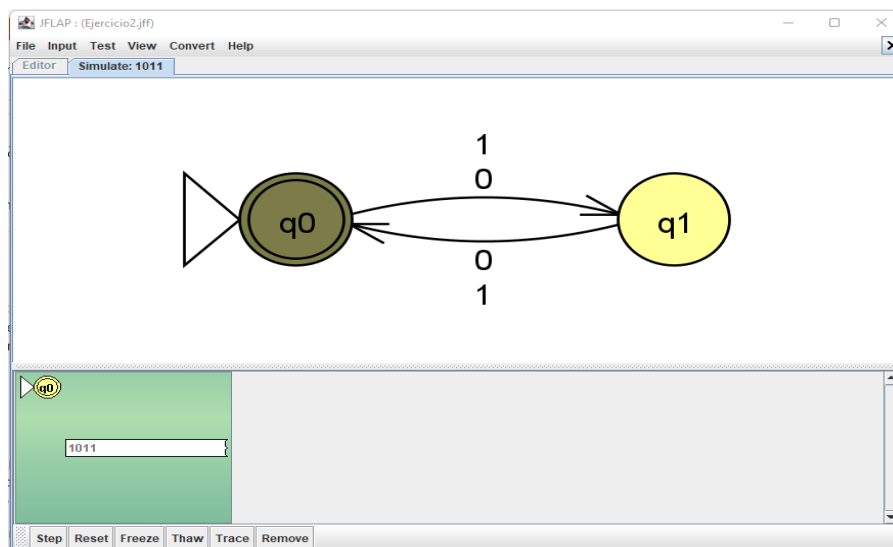 JFLAP : (Ejercicio2.jff)
File Input Test View Convert Help
Editor Simulate: 1011
1
0
q0 q1
0
1
q0
1011
Step Reset Freeze Thaw Trace Remove